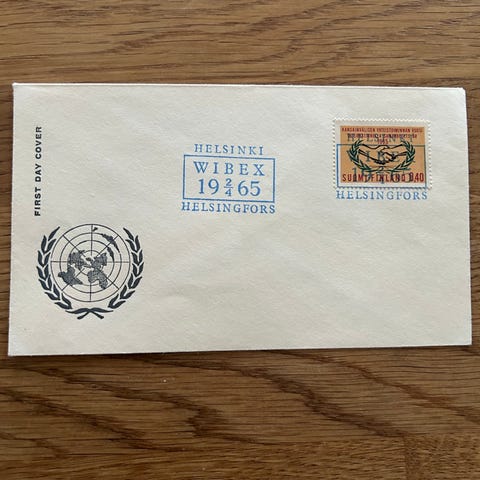 FIRST DAY COVER
HELSINKI
WIBEX
19 2/4 65
HELSINGFORS
KANSAINVÄLISEN YHTEISTOIMINNAN VUOSI
SUOMI FINLAND 0,40
HELSINGFORS